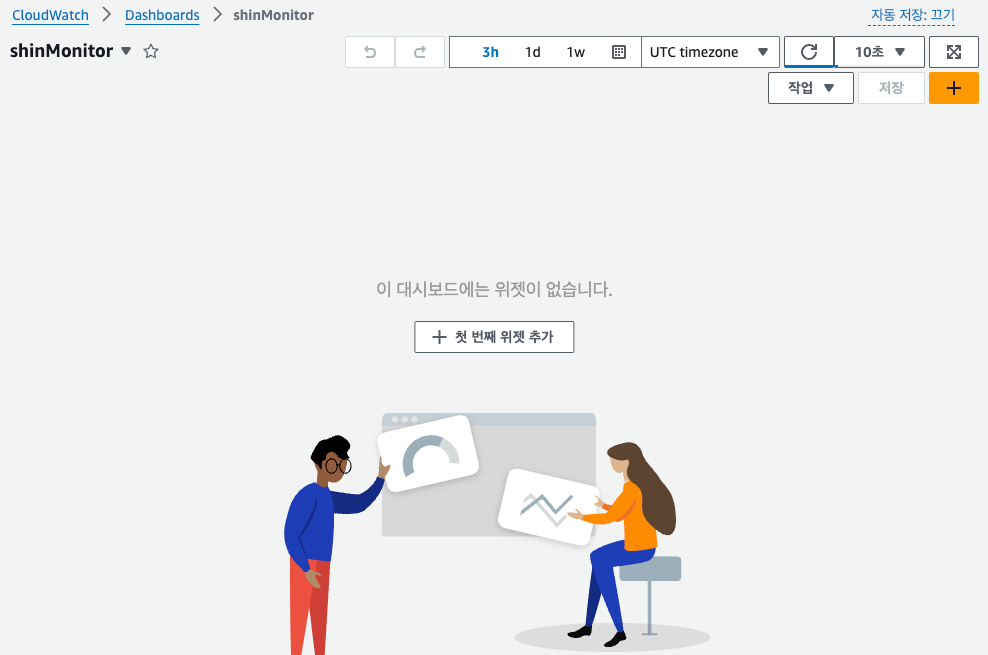 CloudWatch > Dashboards > shinMonitor
자동 저장: 끄기
shinMonitor
3h 1d 1w UTC timezone 10초
작업 저장
이 대시보드에는 위젯이 없습니다.
첫 번째 위젯 추가